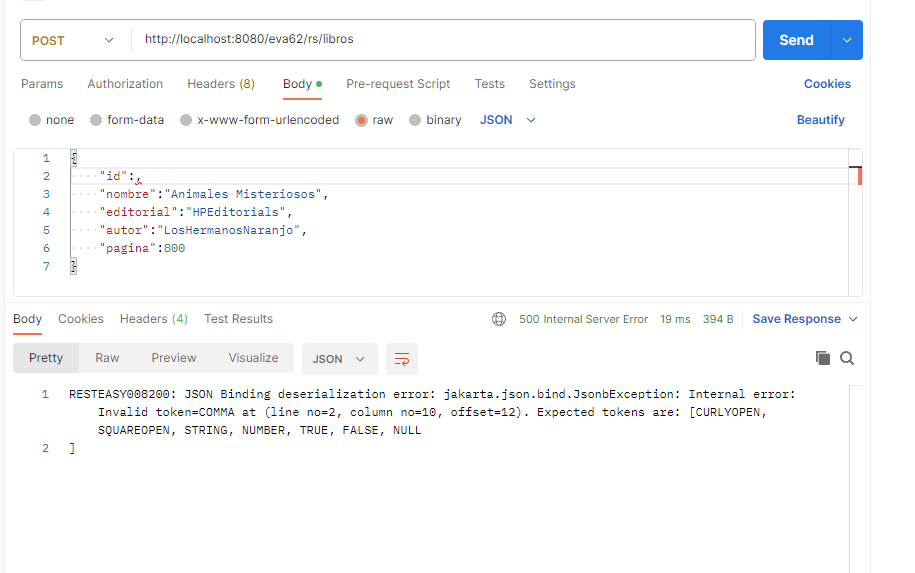 POST http://localhost:8080/eva62/rs/libros Send
Params Authorization Headers (8) Body Pre-request Script Tests Settings Cookies
none form-data x-www-form-urlencoded raw binary JSON Beautify
1 {
2 ····"id":,
3 ····"nombre":"Animales·Misteriosos",
4 ····"editorial":"HPEditorials",
5 ····"autor":"LosHermanosNaranjo",
6 ····"pagina":800
7 }
Body Cookies Headers (4) Test Results 500 Internal Server Error 19 ms 394 B Save Response
Pretty Raw Preview Visualize JSON
1 RESTEASY008200: JSON Binding deserialization error: jakarta.json.bind.JsonbException: Internal error:
Invalid token=COMMA at (line no=2, column no=10, offset=12). Expected tokens are: [CURLYOPEN,
SQUAREOPEN, STRING, NUMBER, TRUE, FALSE, NULL
2 ]